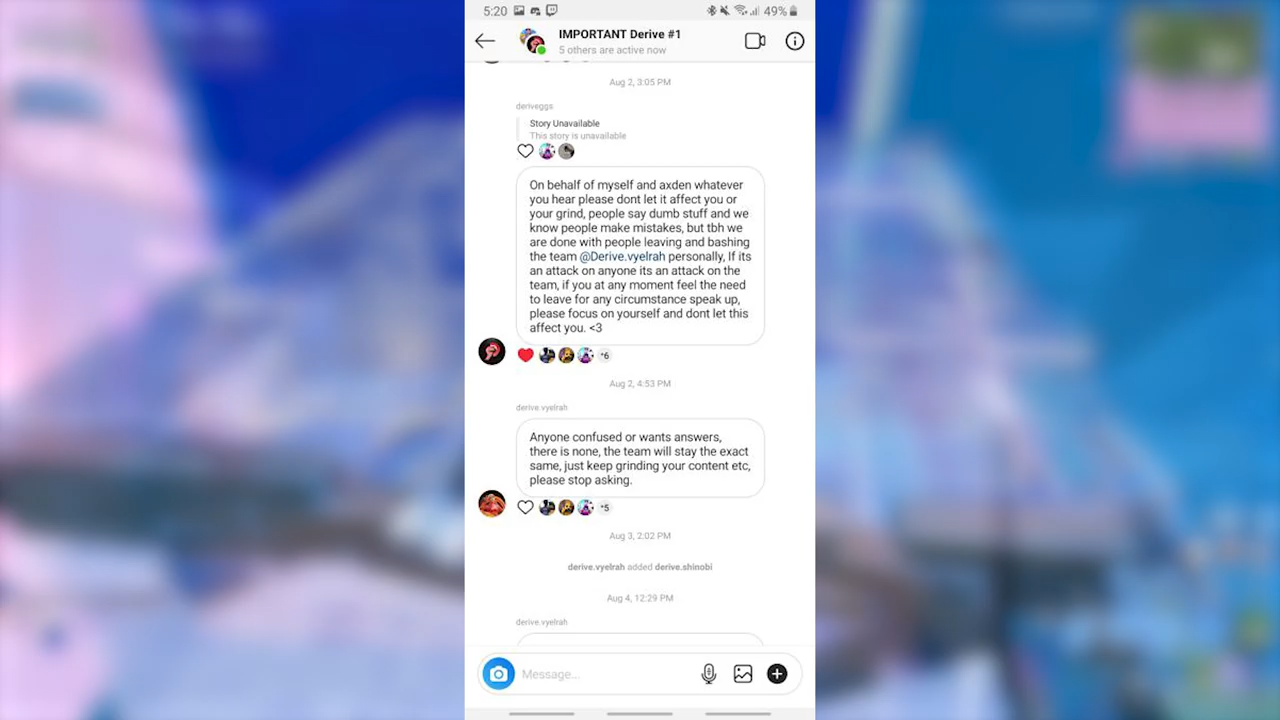 5:20
49%
IMPORTANT Derive #1
5 others are active now
Aug 2, 3:05 PM
deriveggs
Story Unavailable
This story is unavailable
On behalf of myself and axden whatever
you hear please dont let it affect you or
your grind, people say dumb stuff and we
know people make mistakes, but tbh we
are done with people leaving and bashing
the team @Derive.vyelrah personally, If its
an attack on anyone its an attack on the
team, if you at any moment feel the need
to leave for any circumstance speak up,
please focus on yourself and dont let this
affect you. <3
+6
Aug 2, 4:53 PM
derive.vyelrah
Anyone confused or wants answers,
there is none, the team will stay the exact
same, just keep grinding your content etc,
please stop asking.
+5
Aug 3, 2:02 PM
derive.vyelrah added derive.shinobi
Aug 4, 12:29 PM
derive.vyelrah
Message...